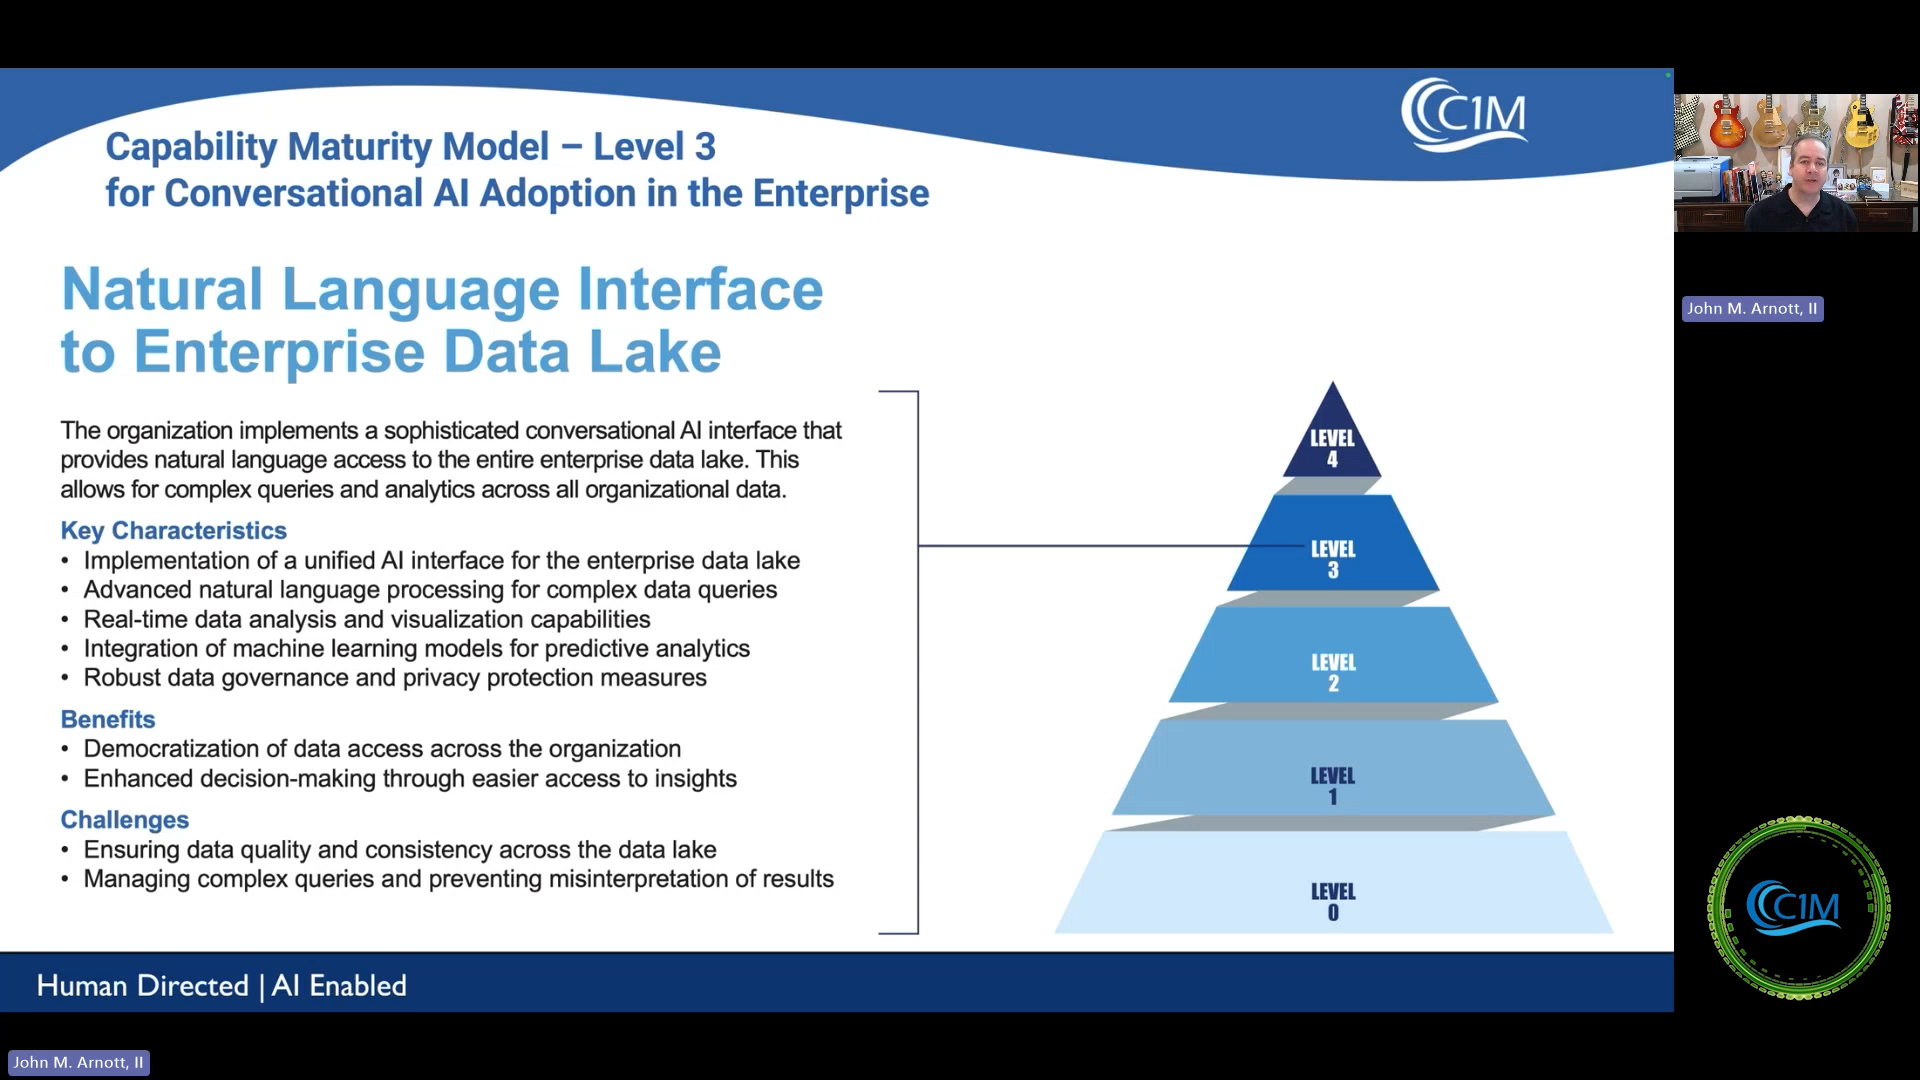 Capability Maturity Model – Level 3
for Conversational AI Adoption in the Enterprise
C1M
Natural Language Interface
to Enterprise Data Lake
The organization implements a sophisticated conversational AI interface that
provides natural language access to the entire enterprise data lake. This
allows for complex queries and analytics across all organizational data.
Key Characteristics
• Implementation of a unified AI interface for the enterprise data lake
• Advanced natural language processing for complex data queries
• Real-time data analysis and visualization capabilities
• Integration of machine learning models for predictive analytics
• Robust data governance and privacy protection measures
Benefits
• Democratization of data access across the organization
• Enhanced decision-making through easier access to insights
Challenges
• Ensuring data quality and consistency across the data lake
• Managing complex queries and preventing misinterpretation of results
LEVEL
4
LEVEL
3
LEVEL
2
LEVEL
1
LEVEL
0
Human Directed | AI Enabled
John M. Arnott, II
C1M
John M. Arnott, II